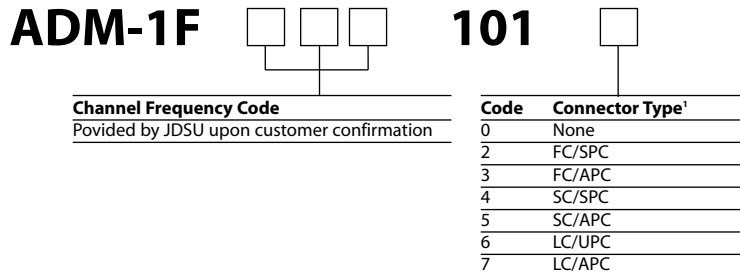 ADM-1F 101
Channel Frequency Code
Povided by JDSU upon customer confirmation
Code Connector Type¹
0 None
2 FC/SPC
3 FC/APC
4 SC/SPC
5 SC/APC
6 LC/UPC
7 LC/APC